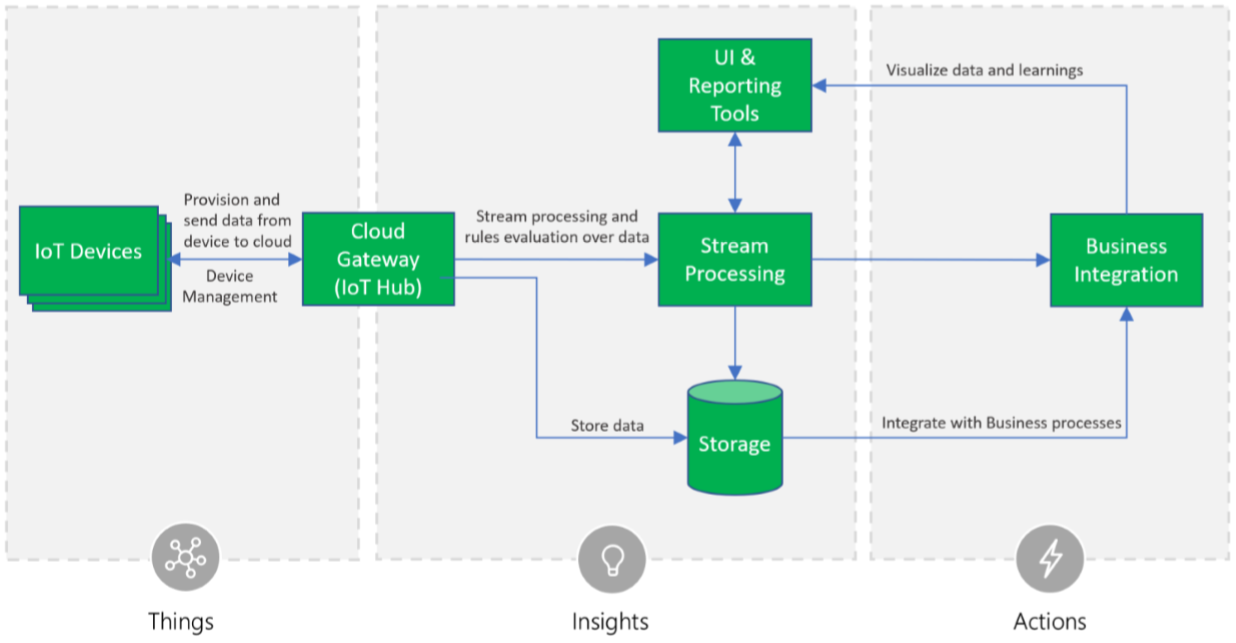 UI &
Reporting
Tools
Visualize data and learnings
Provision and
send data from
device to cloud
IoT Devices
Device
Management
Cloud
Gateway
(IoT Hub)
Stream processing and
rules evaluation over data
Stream
Processing
Business
Integration
Store data
Storage
Integrate with Business processes
Things
Insights
Actions